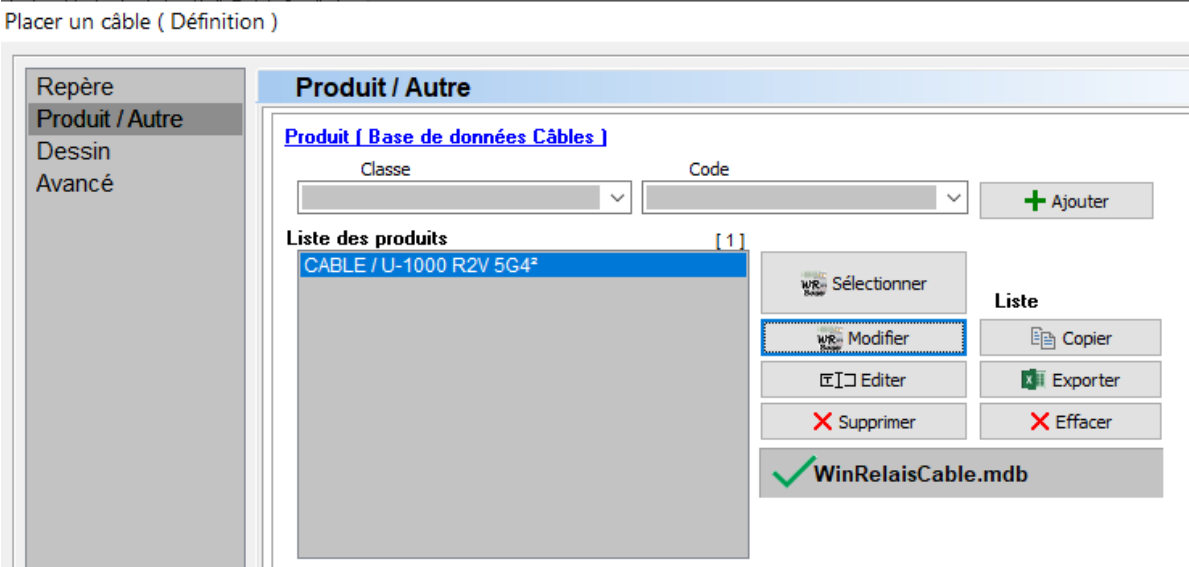 Placer un câble ( Définition )
Repère
Produit / Autre
Dessin
Avancé
Produit / Autre
Produit ( Base de données Câbles )
Classe
Code
Ajouter
Liste des produits
[ 1 ]
CABLE / U-1000 R2V 5G4²
Sélectionner
Modifier
Editer
Supprimer
Liste
Copier
Exporter
Effacer
WinRelaisCable.mdb